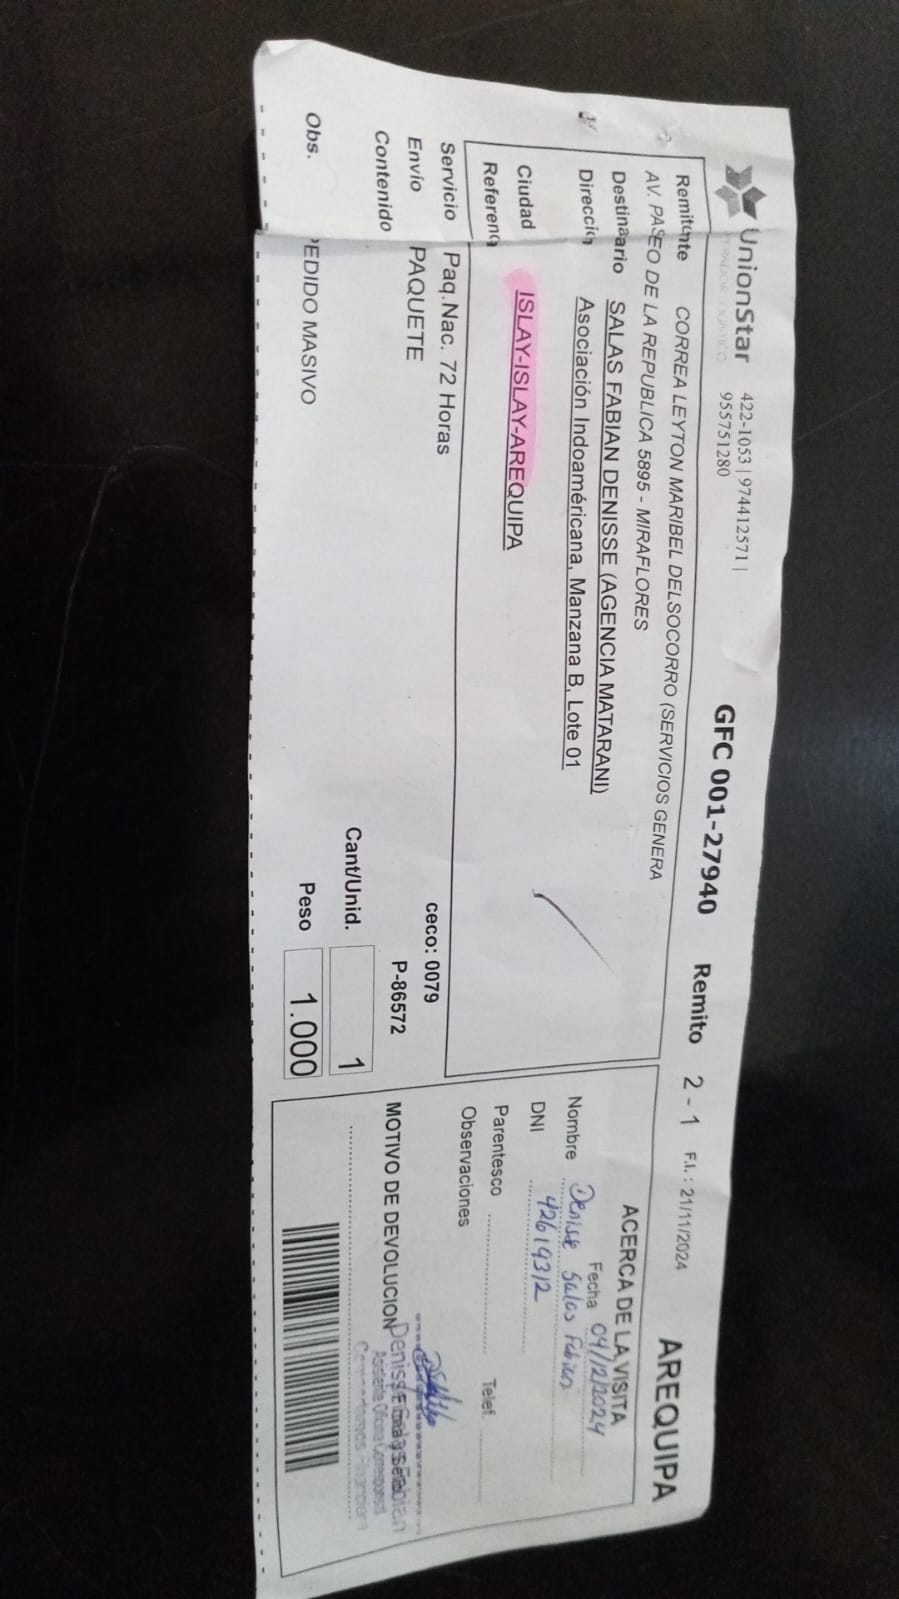 UnionStar
422-1053 | 974412571 |
955751280
GFC 001-27940 Remito 2 - 1 F.I.: 21/11/2024 AREQUIPA
Remitente CORREA LEYTON MARIBEL DELSOCORRO (SERVICIOS GENERA
AV. PASEO DE LA REPUBLICA 5895 - MIRAFLORES
Destinatario SALAS FABIAN DENISSE (AGENCIA MATARANI)
Dirección Asociación Indoaméricana, Manzana B, Lote 01
Ciudad ISLAY-ISLAY-AREQUIPA
Referenc
Servicio Paq.Nac. 72 Horas
Envío PAQUETE
Contenido
Obs. PEDIDO MASIVO
ceco: 0079
P-86572
Cant/Unid. 1
Peso 1.000
ACERCA DE LA VISITA
Fecha 04/12/2024
Nombre Denisse Salas Fabian
DNI 42619312
Parentesco Telef.
Observaciones
MOTIVO DE DEVOLUCION